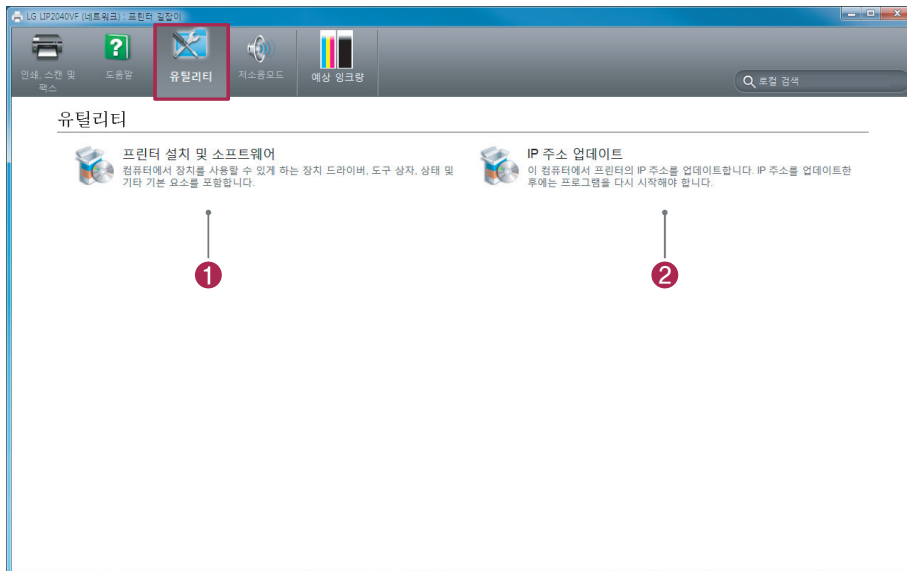 LG LIP2040VF (네트워크) : 프린터 길잡이
인쇄, 스캔 및
팩스
도움말
유틸리티
저소음모드
예상 잉크량
로컬 검색
유틸리티
프린터 설치 및 소프트웨어
컴퓨터에서 장치를 사용할 수 있게 하는 장치 드라이버, 도구 상자, 상태 및
기타 기본 요소를 포함합니다.
IP 주소 업데이트
이 컴퓨터에서 프린터의 IP 주소를 업데이트합니다. IP 주소를 업데이트한
후에는 프로그램을 다시 시작해야 합니다.
1
2